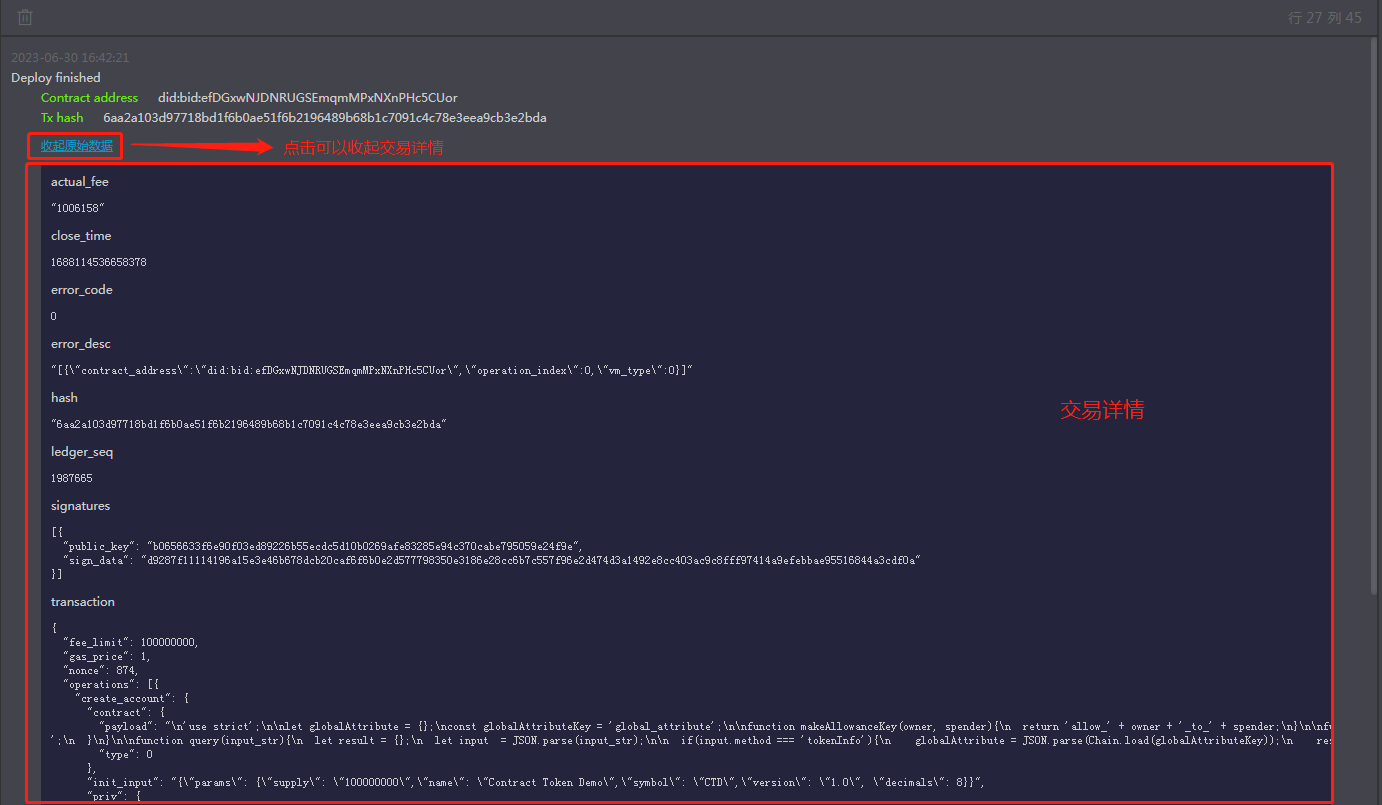 行 27 列 45
2023-06-30 16:42:21
Deploy finished
Contract address did:bid:efDGxwNJDNRUGSEmqmMPxNXnPHc5CUor
Tx hash 6aa2a103d97718bd1f6b0ae51f6b2196489b68b1c7091c4c78e3eea9cb3e2bda
收起原始数据 点击可以收起交易详情
actual_fee
"1006158"
close_time
1688114536658378
error_code
0
error_desc
"[{\"contract_address\":\"did:bid:efDGxwNJDNRUGSEmqmMPxNXnPHc5CUor\",\"operation_index\":0,\"vm_type\":0}]"
hash
交易详情
"6aa2a103d97718bd1f6b0ae51f6b2196489b68b1c7091c4c78e3eea9cb3e2bda"
ledger_seq
1987665
signatures
[{
"public_key": "b0656633f6e90f03ed89226b55ecdc5d10b0269afe83285e94c370cabe795059e24f9e",
"sign_data": "d9287f11114196a15e3e46b678dcb20caf6f6b0e2d577798350e3186e28cc6b7c557f96e2d474d3a1492e8cc403ac9c8fff97414a9efebbae95516844a3cdf0a"
}]
transaction
{
"fee_limit": 100000000,
"gas_price": 1,
"nonce": 874,
"operations": [{
"create_account": {
"contract": {
"payload": "\n'use strict';\n\nlet globalAttribute = {};\nconst globalAttributeKey = 'global_attribute';\n\nfunction makeAllowanceKey(owner, spender){\n  return 'allow_' + owner + '_to_' + spender;\n}\n\nfu
';\n  }\n}\n\nfunction query(input_str){\n  let result = {};\n  let input  = JSON.parse(input_str);\n\n  if(input.method === 'tokenInfo'){\n    globalAttribute = JSON.parse(Chain.load(globalAttributeKey));\n    res
"type": 0
},
"init_input": "{\"params\": {\"supply\": \"100000000\",\"name\": \"Contract Token Demo\",\"symbol\": \"CTD\",\"version\": \"1.0\", \"decimals\": 8}}",
"priv": {